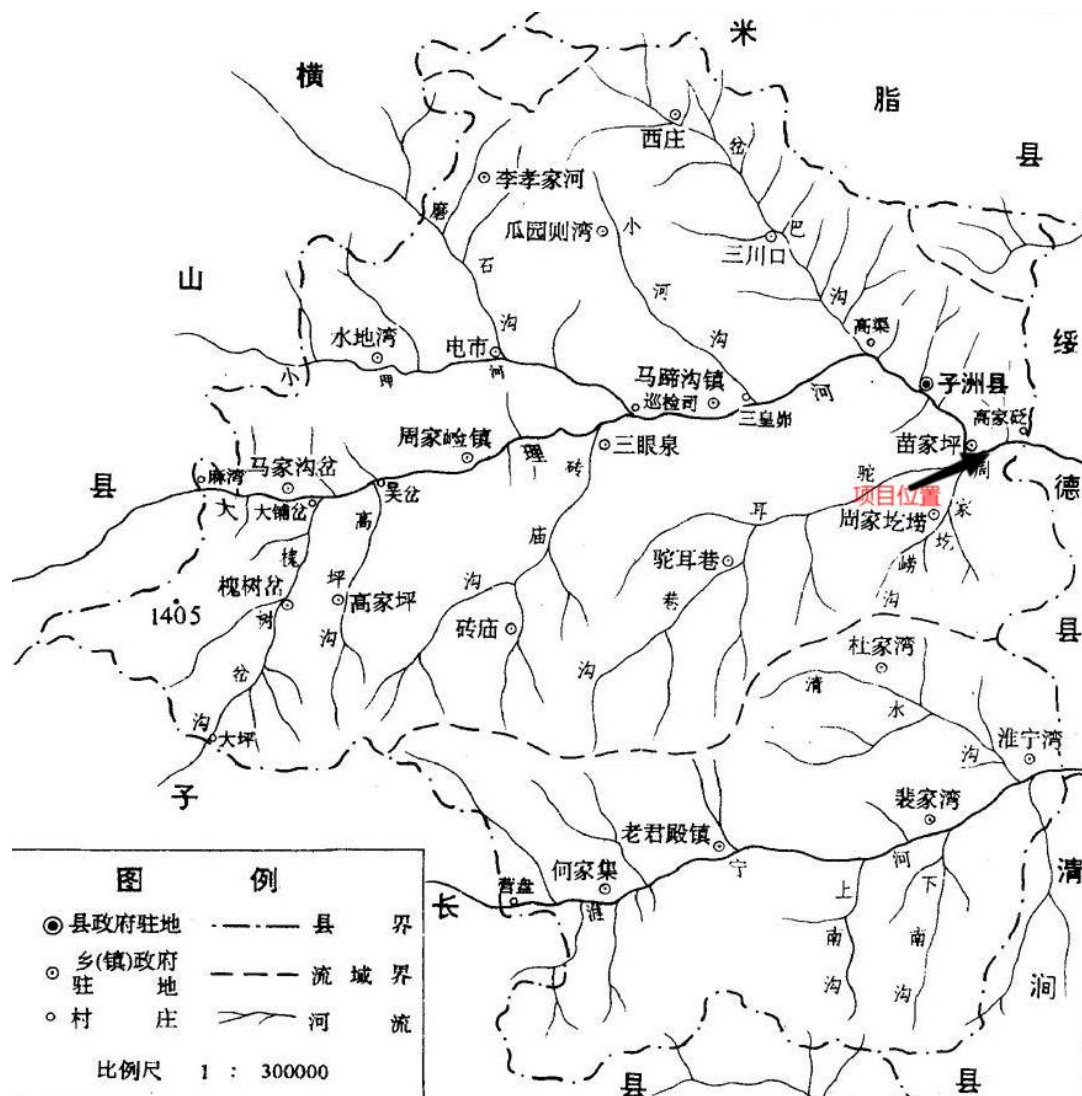 米
脂
县
横
山
县
子
长
县
绥
德
县
清
涧
县
西庄
岔
巴
沟
李孝家河
磨
石
沟
瓜园则湾
小
河
沟
三川口
高渠
水地湾
电市
小
理
河
马蹄沟镇
巡检司
三皇峁
河
子洲县
高家砭
苗家坪
周家崄镇
理
三眼泉
砖
庙
沟
驼
项目位置
周
周家圪捞
家
圪
崂
沟
麻湾
马家沟岔
大
大铺岔
吴岔
高
坪
沟
耳
驼耳巷
巷
沟
槐
槐树岔
树
岔
沟
高家坪
1405
砖庙
大坪
杜家湾
清
水
沟
淮宁湾
裴家湾
老君殿镇
宁
河
何家集
营盘
淮
上
南
沟
下
南
沟
图 例
县政府驻地 县 界
乡(镇)政府
驻 地 流 域 界
村 庄 河 流
比例尺 1 : 300000